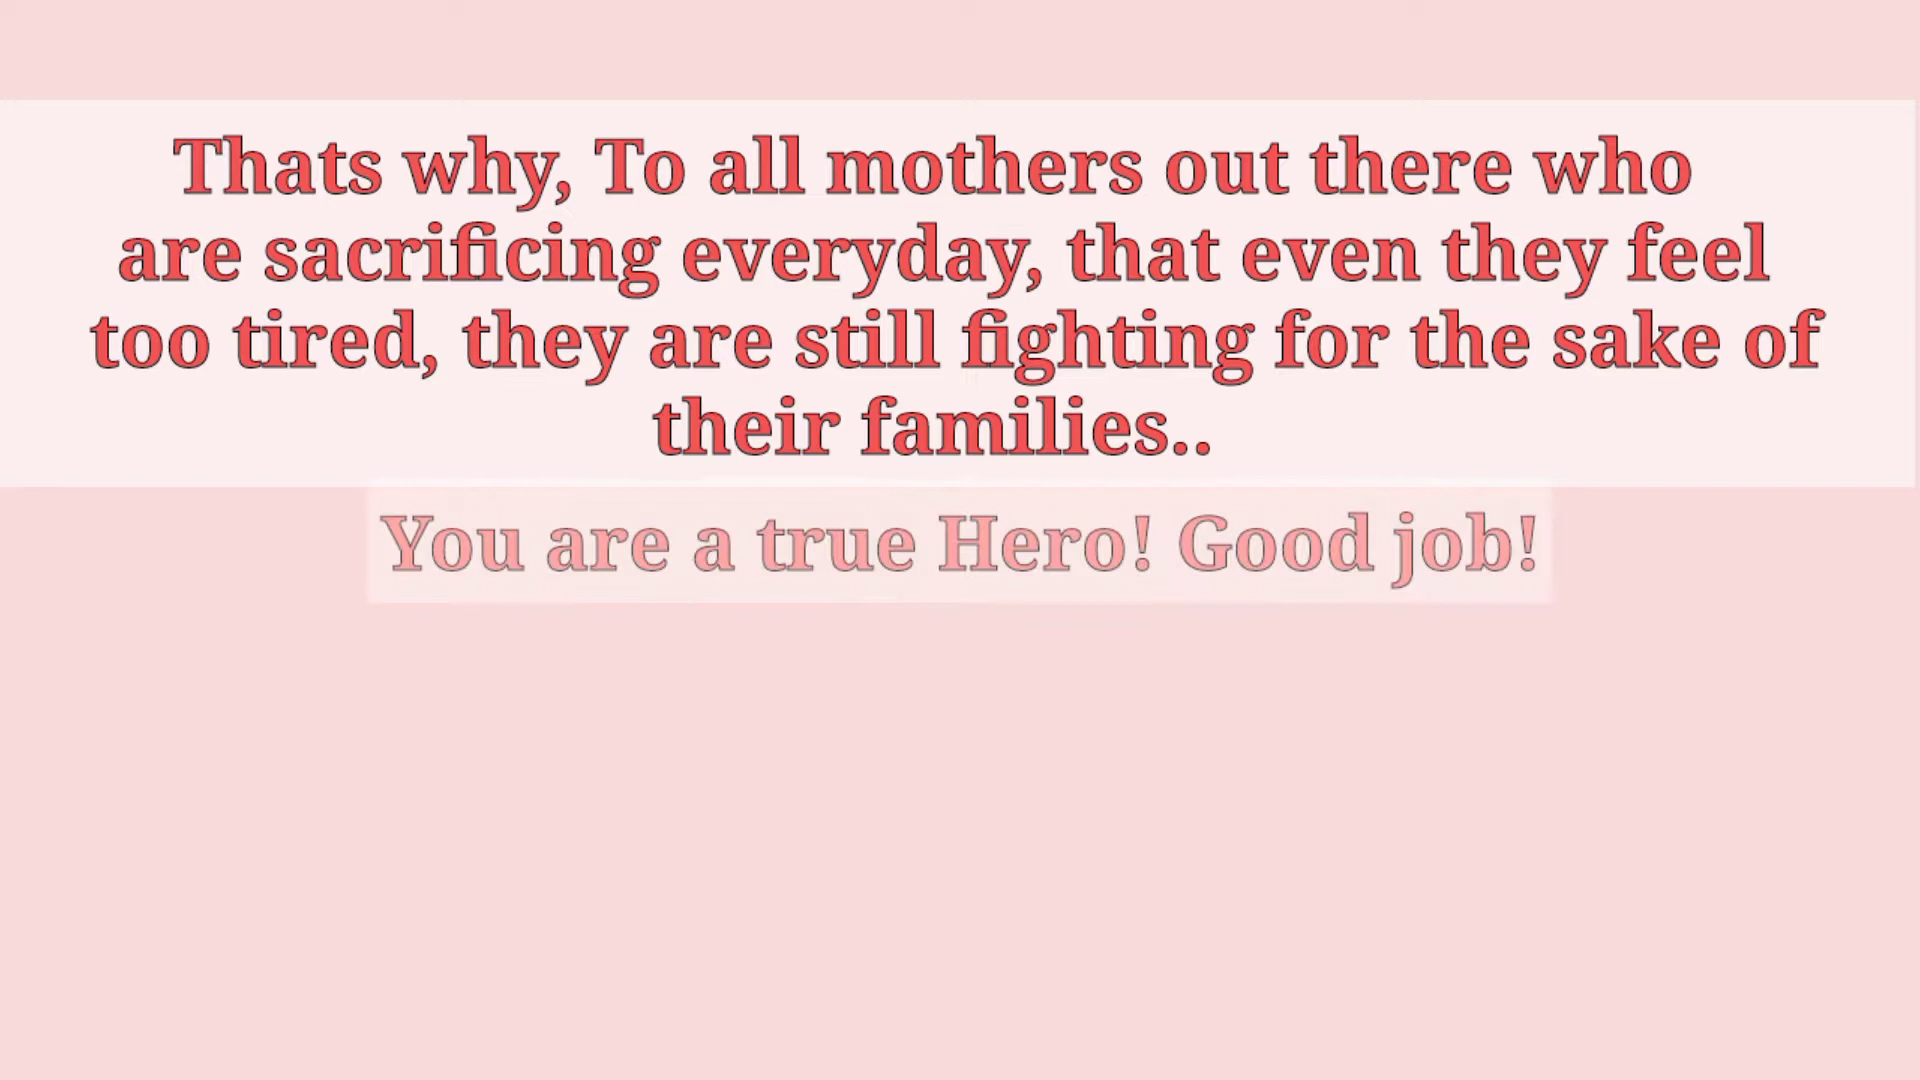 Thats why, To all mothers out there who
are sacrificing everyday, that even they feel
too tired, they are still fighting for the sake of
their families..
You are a true Hero! Good job!